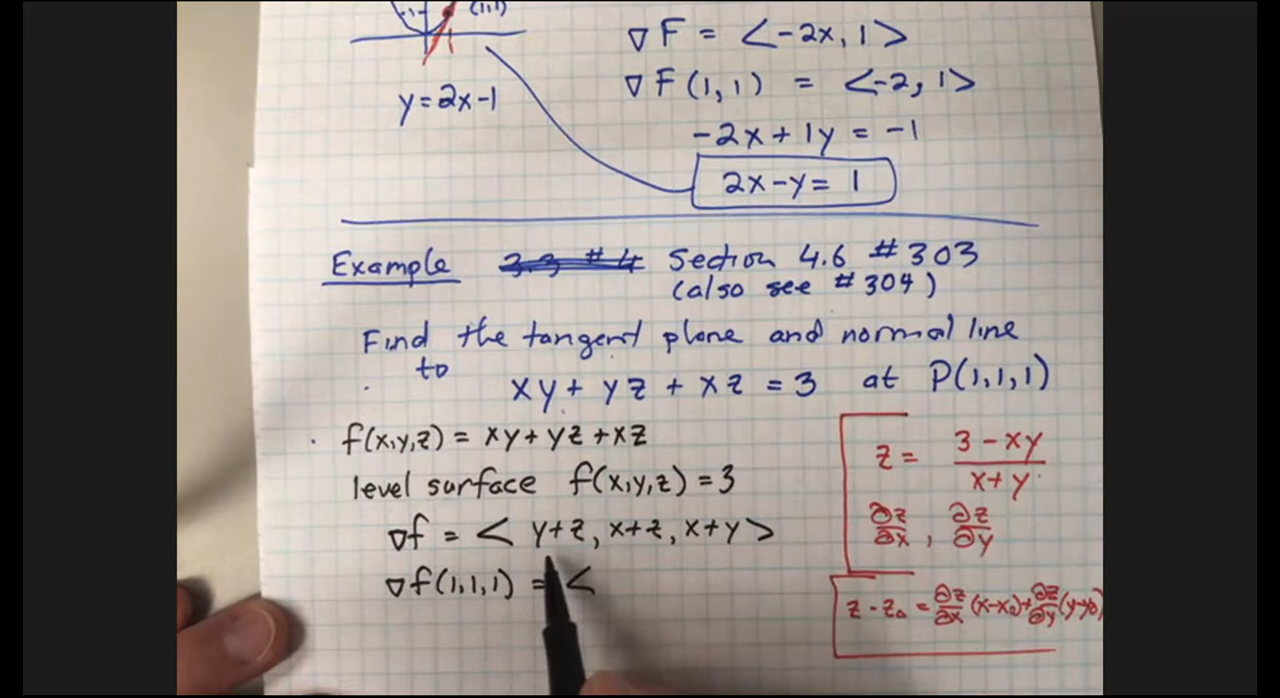 (1,1)
1
∇F = <-2x, 1>
∇F(1,1) = <-2, 1>
y=2x-1
-2x+1y = -1
2x-y= 1
Example 3.3 #4 Section 4.6 #303
(also see #304)
Find the tangent plane and normal line
to
xy + yz + xz = 3 at P(1,1,1)
f(x,y,z) = xy+yz+xz
level surface f(x,y,z) = 3
∇f = < y+z, x+z, x+y >
∇f(1,1,1) = <
z = (3-xy)/(x+y)
∂z/∂x , ∂z/∂y
z-z₀ = ∂z/∂x (x-x₀)+∂z/∂y (y-y₀)